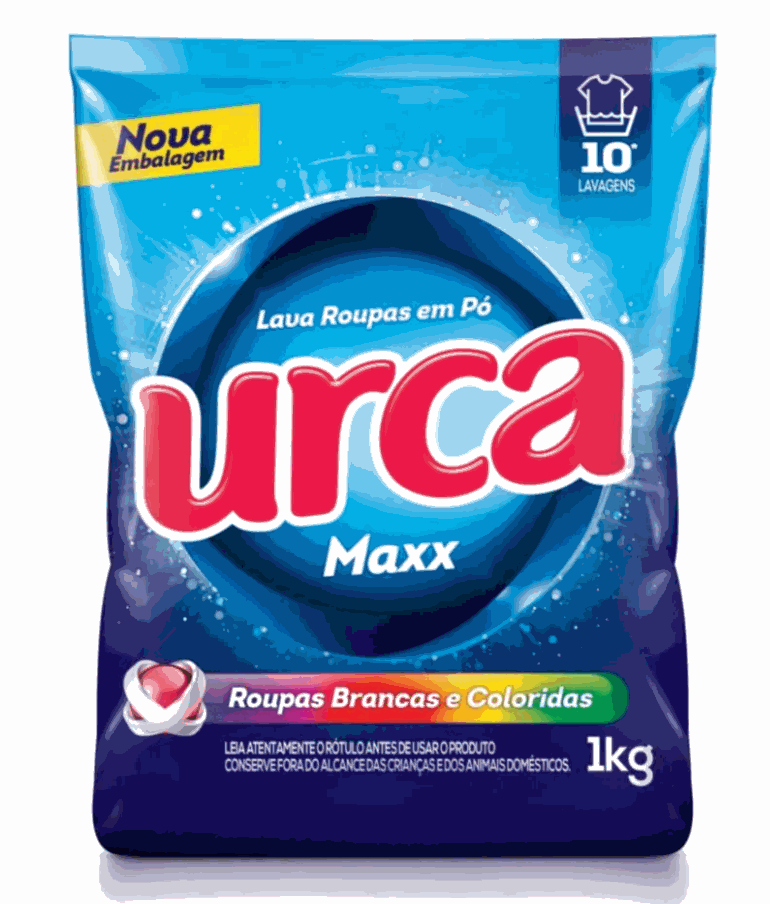 Nova
Embalagem
10*
LAVAGENS
Lava Roupas em Pó
urca
Maxx
Roupas Brancas e Coloridas
LEIA ATENTAMENTE O RÓTULO ANTES DE USAR O PRODUTO
CONSERVE FORA DO ALCANCE DAS CRIANÇAS E DOS ANIMAIS DOMÉSTICOS.
1kg